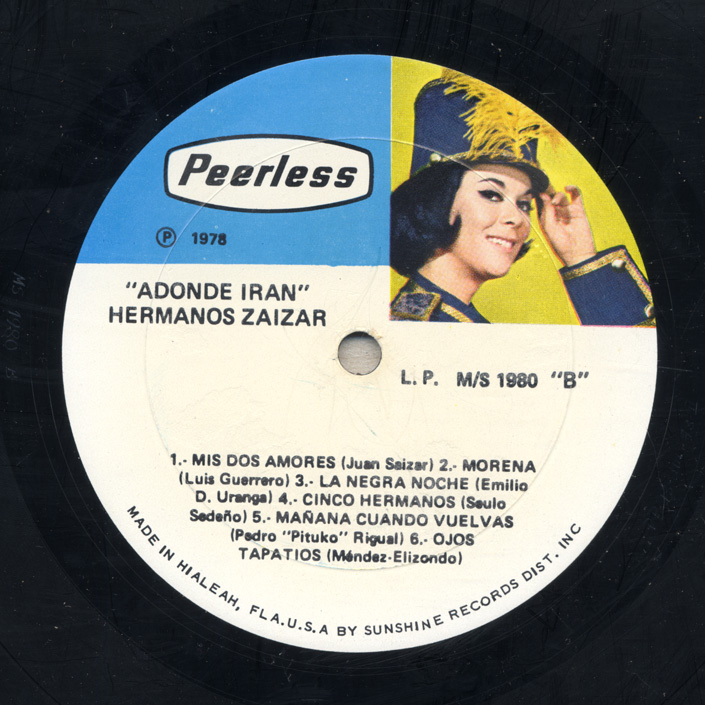 Peerless
℗ 1978
"ADONDE IRAN"
HERMANOS ZAIZAR
L.P. M/S 1980 "B"
1.- MIS DOS AMORES (Juan Saizar) 2.- MORENA
(Luis Guerrero) 3.- LA NEGRA NOCHE (Emilio
D. Uranga) 4.- CINCO HERMANOS (Saulo
Sedeño) 5.- MAÑANA CUANDO VUELVAS
(Pedro "Pituko" Rigual) 6.- OJOS
TAPATIOS (Méndez-Elizondo)
MADE IN HIALEAH, FLA.U.S.A BY SUNSHINE RECORDS DIST. INC